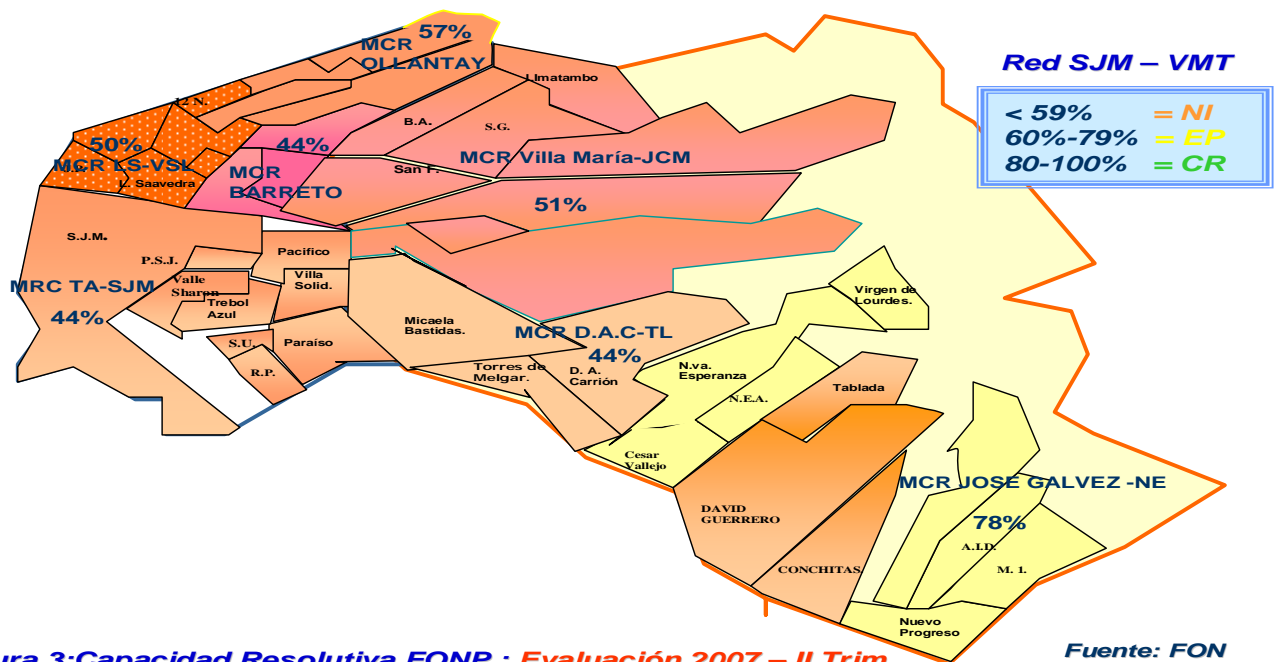 57%
MCR
OLLANTAY
Red SJM – VMT
< 59% = NI
60%-79% = EP
80-100% = CR
Limatambo
12 N.
B.A.
S.G.
50%
44%
MCR LS-VSL
L. Saavedra
MCR
BARRETO
MCR Villa María-JCM
San F.
51%
S.J.M.
P.S.J.
Pacifico
MRC TA-SJM
44%
Valle
Sharon
Villa
Solid.
Trebol
Azul
Micaela
Bastidas.
S.U.
Paraíso
R.P.
MCR D.A.C-TL
44%
Virgen de
Lourdes.
Torres de
Melgar.
D. A.
Carrión
N.va.
Esperanza
N.E.A.
Tablada
Cesar
Vallejo
MCR JOSE GALVEZ -NE
78%
DAVID
GUERRERO
A.I.D.
CONCHITAS.
M. 1.
Nuevo
Progreso
ura 3:Capacidad Resolutiva FONP : Evaluación 2007 – II Trim
Fuente: FON